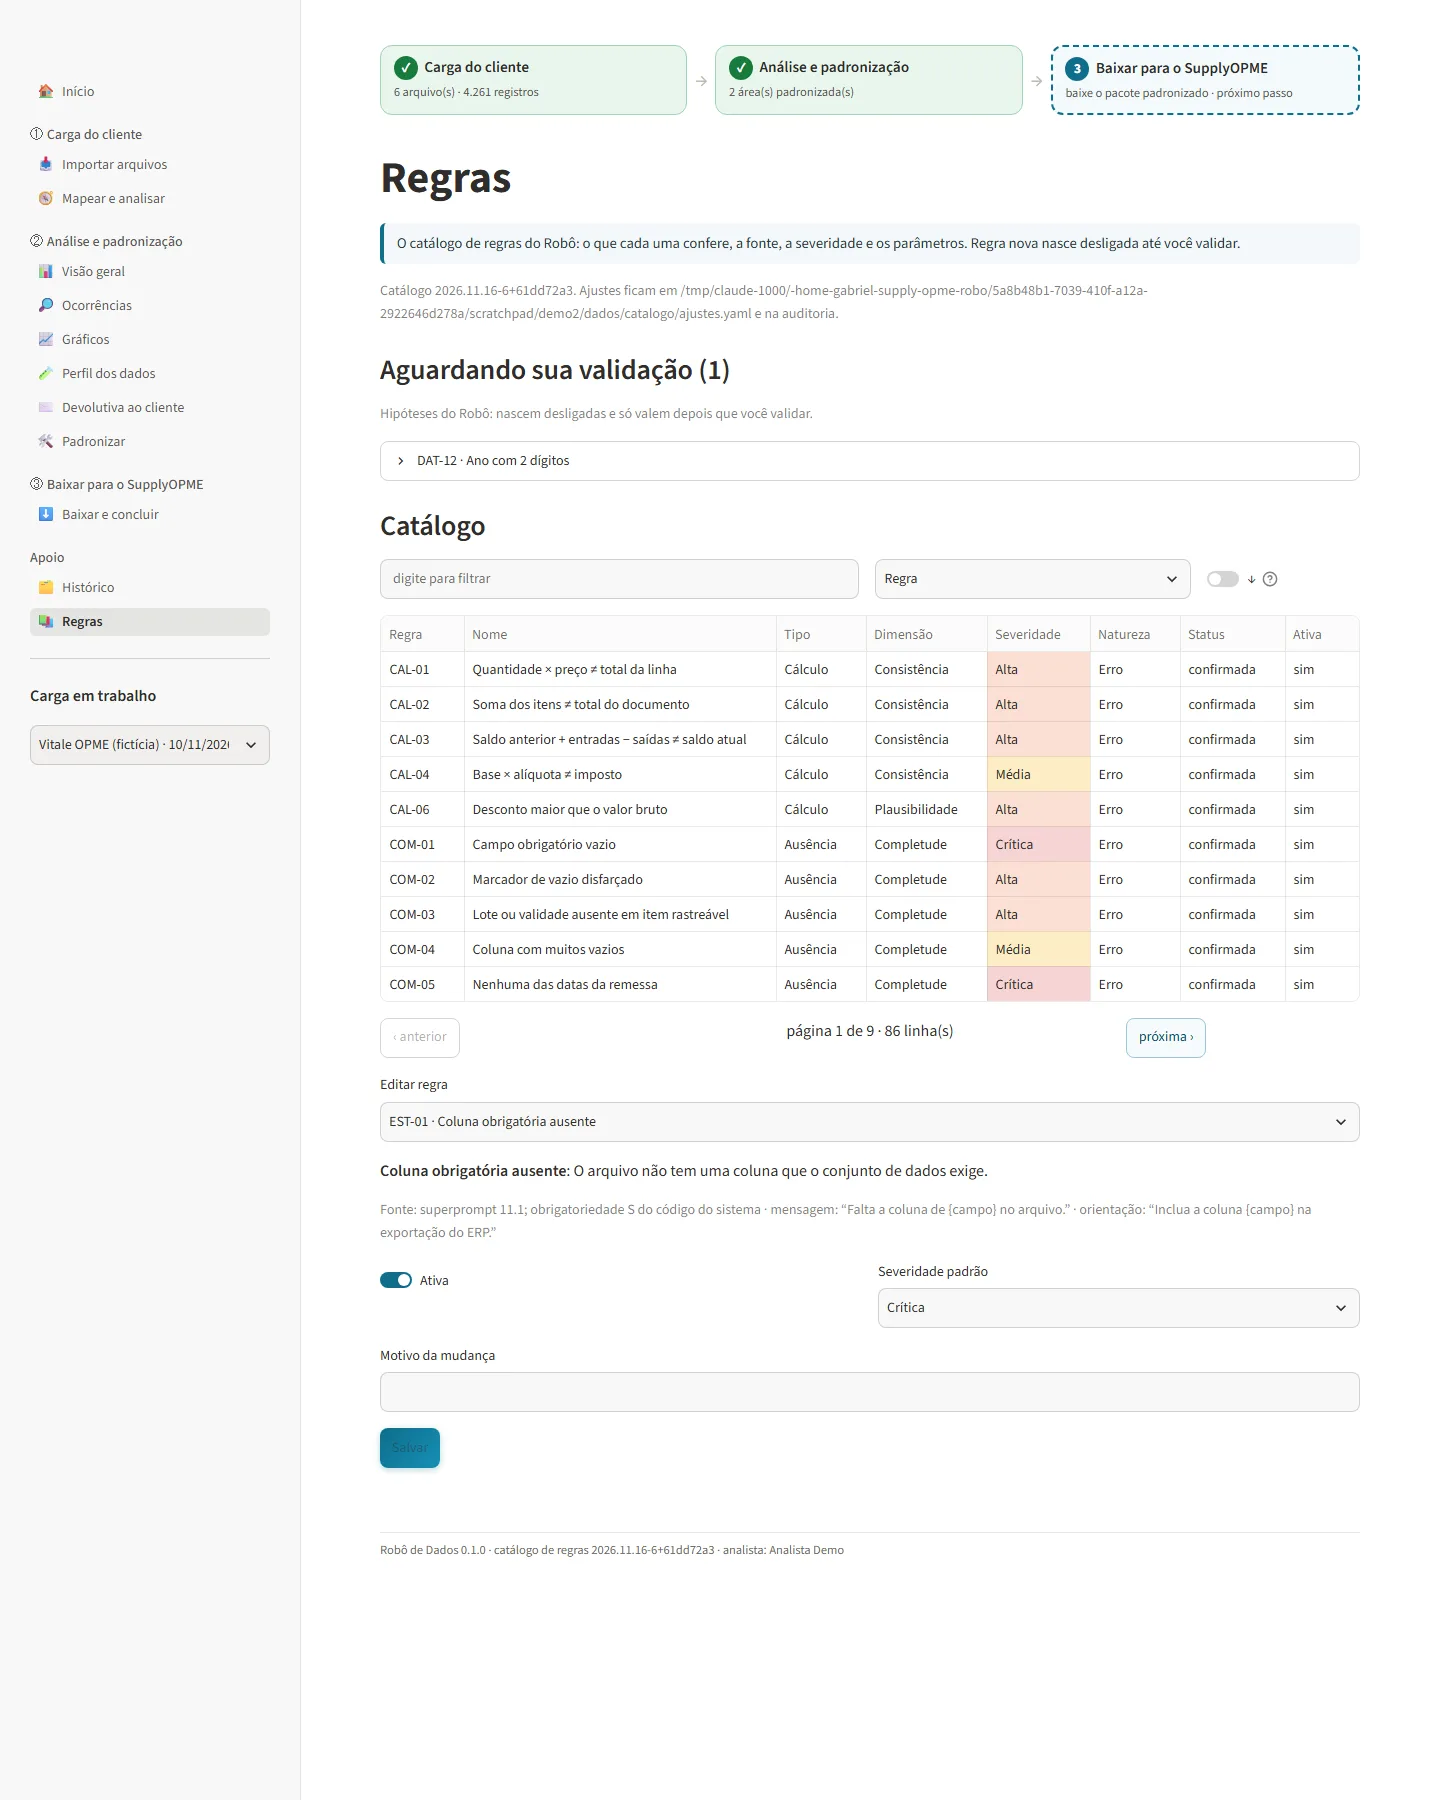 Início
① Carga do cliente
Importar arquivos
Mapear e analisar
② Análise e padronização
Visão geral
Ocorrências
Gráficos
Perfil dos dados
Devolutiva ao cliente
Padronizar
③ Baixar para o SupplyOPME
Baixar e concluir
Apoio
Histórico
Regras
Carga em trabalho
Vitale OPME (fictícia) · 10/11/202
✓ Carga do cliente
6 arquivo(s) · 4.261 registros
→
✓ Análise e padronização
2 área(s) padronizada(s)
→
3 Baixar para o SupplyOPME
baixe o pacote padronizado · próximo passo
Regras
O catálogo de regras do Robô: o que cada uma confere, a fonte, a severidade e os parâmetros. Regra nova nasce desligada até você validar.
Catálogo 2026.11.16-6+61dd72a3. Ajustes ficam em /tmp/claude-1000/-home-gabriel-supply-opme-robo/5a8b48b1-7039-410f-a12a-
2922646d278a/scratchpad/demo2/dados/catalogo/ajustes.yaml e na auditoria.
Aguardando sua validação (1)
Hipóteses do Robô: nascem desligadas e só valem depois que você validar.
DAT-12 · Ano com 2 dígitos
Catálogo
digite para filtrar
Regra
↓ ?
Regra Nome Tipo Dimensão Severidade Natureza Status Ativa
CAL-01 Quantidade × preço ≠ total da linha Cálculo Consistência Alta Erro confirmada sim
CAL-02 Soma dos itens ≠ total do documento Cálculo Consistência Alta Erro confirmada sim
CAL-03 Saldo anterior + entradas − saídas ≠ saldo atual Cálculo Consistência Alta Erro confirmada sim
CAL-04 Base × alíquota ≠ imposto Cálculo Consistência Média Erro confirmada sim
CAL-06 Desconto maior que o valor bruto Cálculo Plausibilidade Alta Erro confirmada sim
COM-01 Campo obrigatório vazio Ausência Completude Crítica Erro confirmada sim
COM-02 Marcador de vazio disfarçado Ausência Completude Alta Erro confirmada sim
COM-03 Lote ou validade ausente em item rastreável Ausência Completude Alta Erro confirmada sim
COM-04 Coluna com muitos vazios Ausência Completude Média Erro confirmada sim
COM-05 Nenhuma das datas da remessa Ausência Completude Crítica Erro confirmada sim
‹ anterior
página 1 de 9 · 86 linha(s)
próxima ›
Editar regra
EST-01 · Coluna obrigatória ausente
Coluna obrigatória ausente: O arquivo não tem uma coluna que o conjunto de dados exige.
Fonte: superprompt 11.1; obrigatoriedade S do código do sistema · mensagem: “Falta a coluna de {campo} no arquivo.” · orientação: “Inclua a coluna {campo} na
exportação do ERP.”
Ativa
Severidade padrão
Crítica
Motivo da mudança
Salvar
Robô de Dados 0.1.0 · catálogo de regras 2026.11.16-6+61dd72a3 · analista: Analista Demo